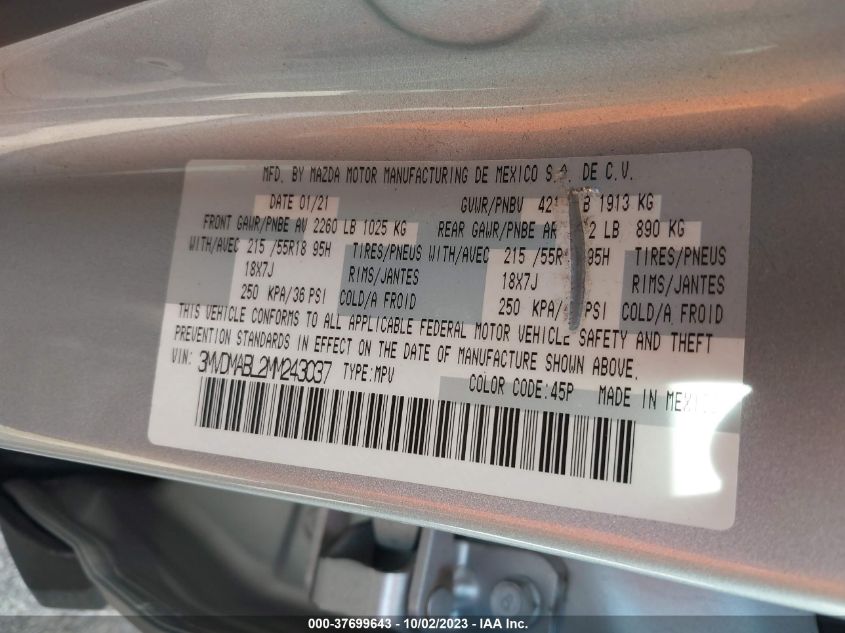 MFD. BY MAZDA MOTOR MANUFACTURING DE MEXICO S.A. DE C.V.
DATE 01/21 GVWR/PNBV 1913 KG
FRONT GAWR/PNBE AV 2260 LB 1025 KG REAR GAWR/PNBE AR LB 890 KG
WITH/AVEC 215 /55R18 95H TIRES/PNEUS WITH/AVEC 215 /55R 95H TIRES/PNEUS
18X7J RIMS/JANTES 18X7J RIMS/JANTES
250 KPA/36 PSI COLD/A FROID 250 KPA/ PSI COLD/A FROID
THIS VEHICLE CONFORMS TO ALL APPLICABLE FEDERAL MOTOR VEHICLE SAFETY AND THEFT
PREVENTION STANDARDS IN EFFECT ON THE DATE OF MANUFACTURE SHOWN ABOVE.
VIN: 3MVDMABL2MM243037 TYPE:MPV
COLOR CODE:45P MADE IN MEXICO
000-37699643 - 10/02/2023 - IAA Inc.